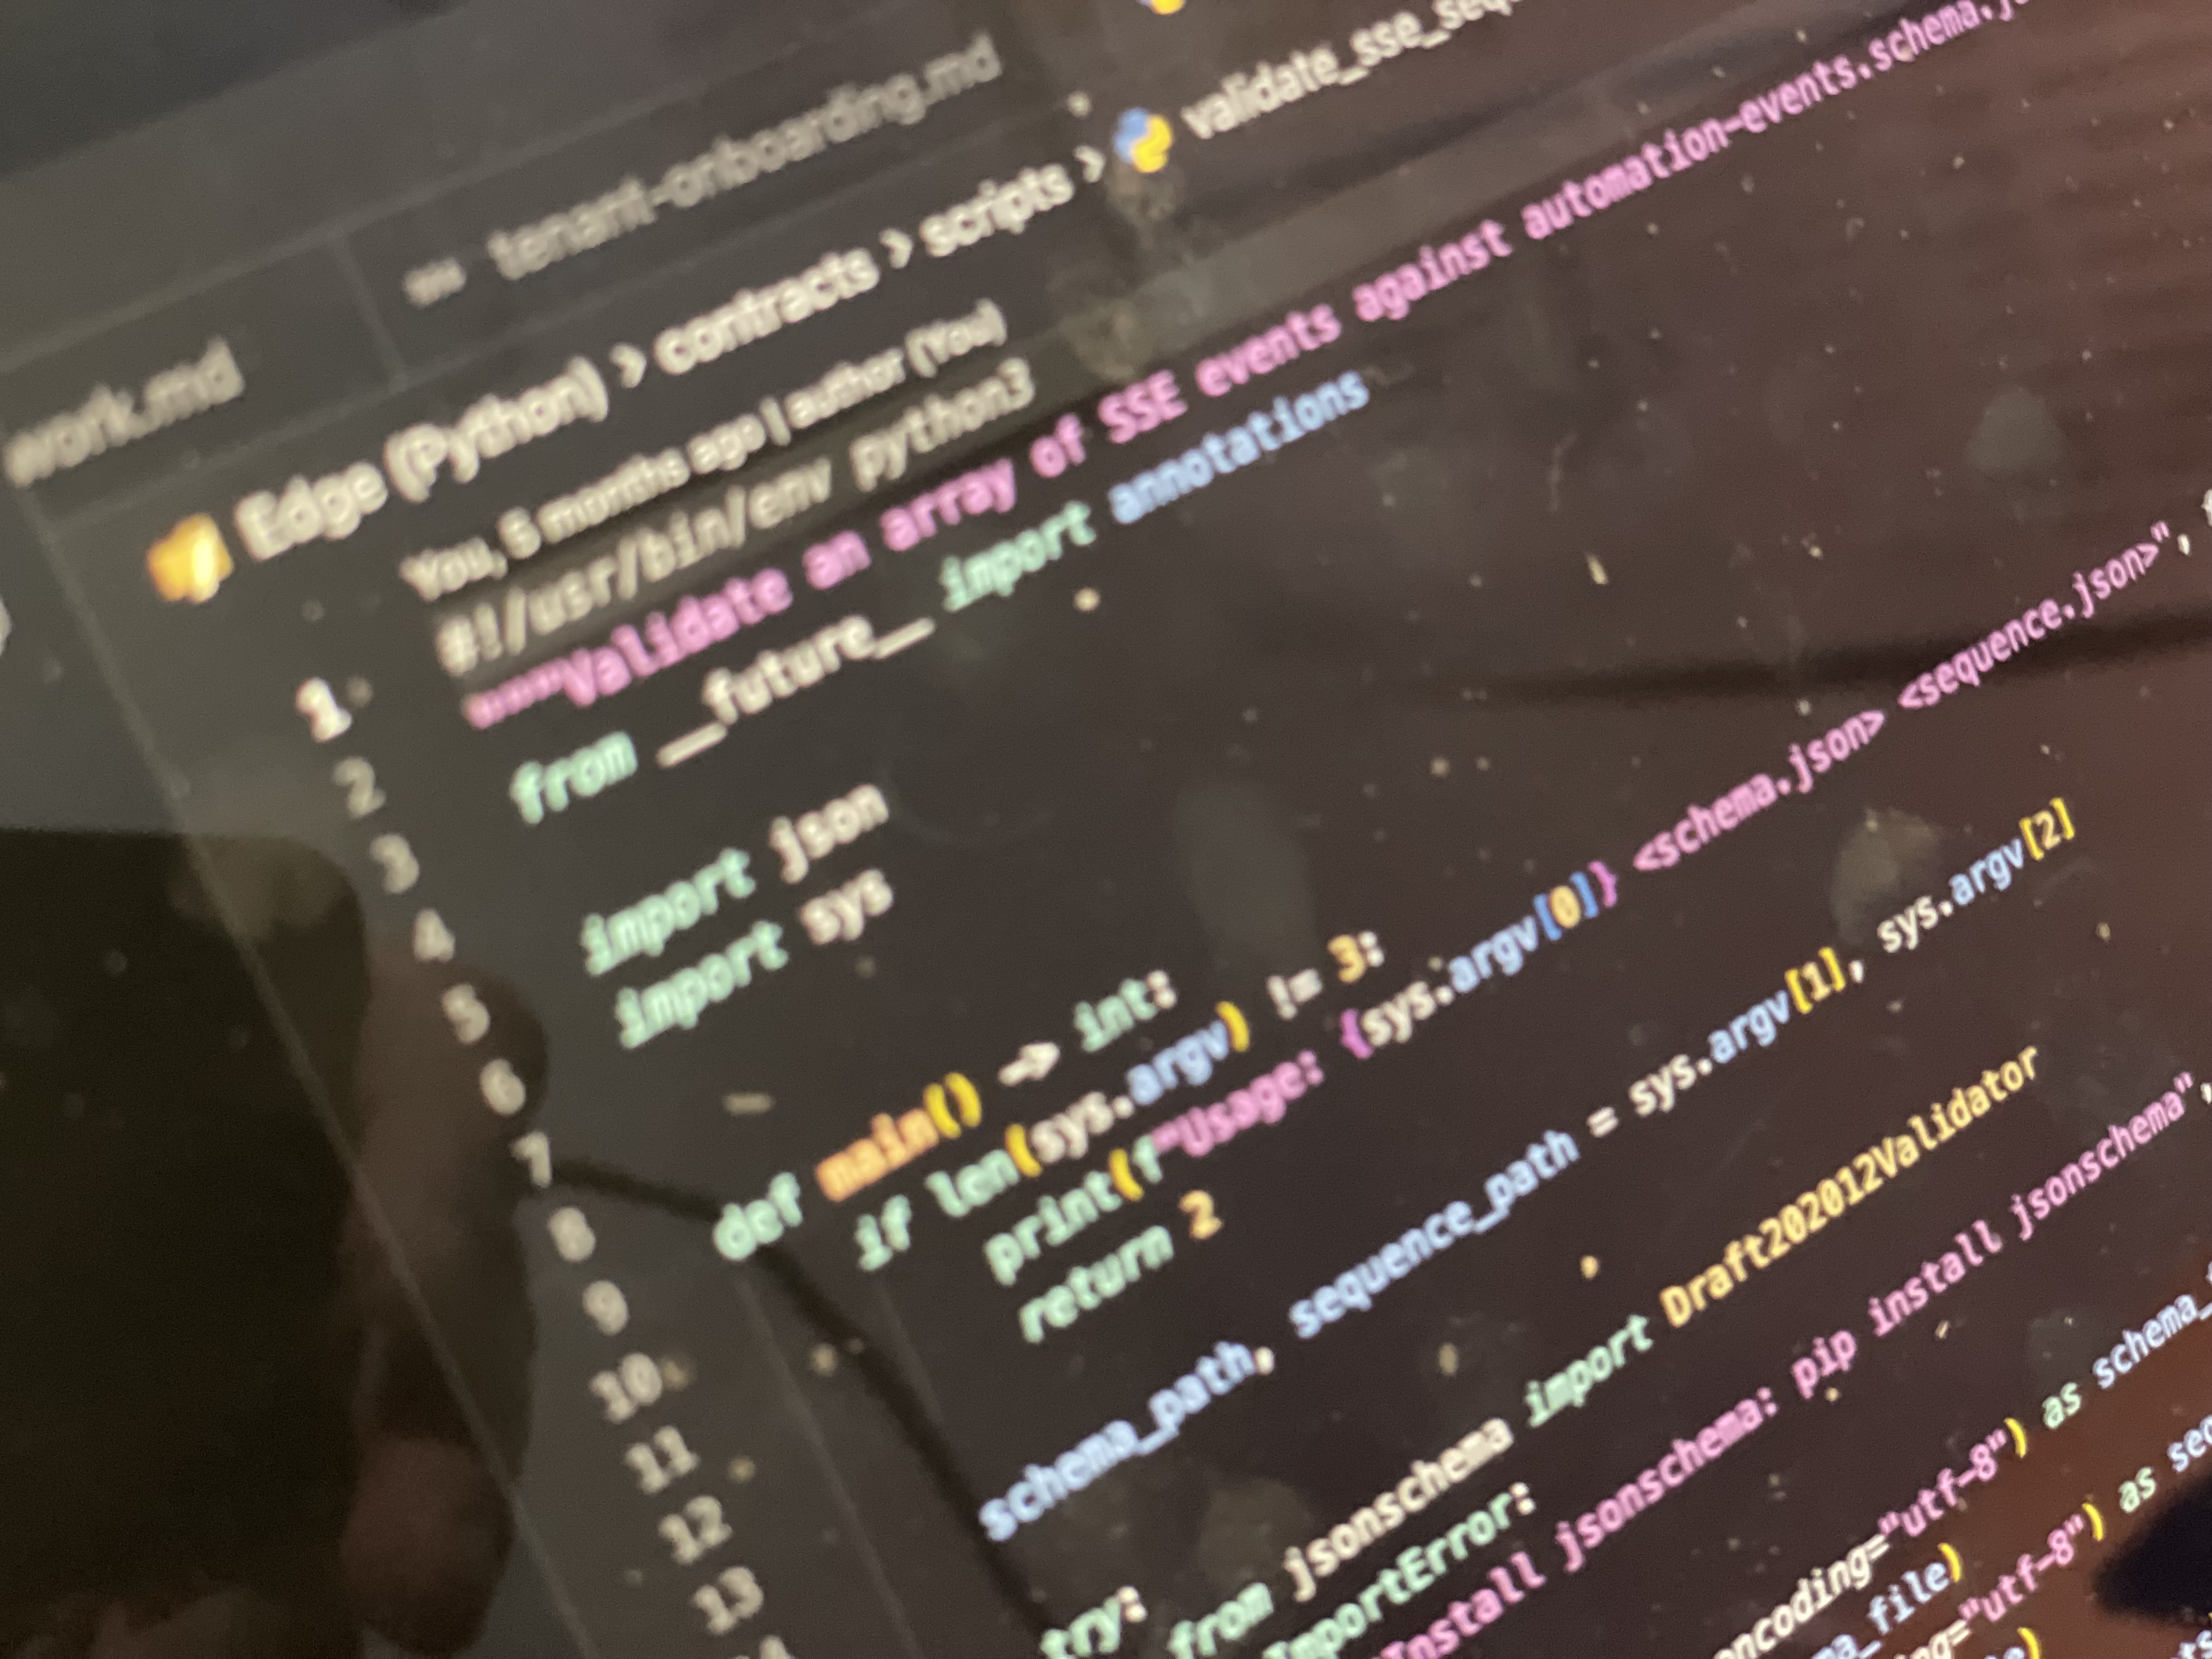 work.md
tenant-onboarding.md
Edge (Python) > contracts > scripts > validate_sse_seq
You, 5 months ago | author (You)
1 #!/usr/bin/env python3
2 """Validate an array of SSE events against automation-events.schema.j
3 from __future__ import annotations
4
5 import json
6 import sys
7
8 def main() -> int:
9 if len(sys.argv) != 3:
10 print(f"Usage: {sys.argv[0]} <schema.json> <sequence.json>",
11 return 2
12
13 schema_path, sequence_path = sys.argv[1], sys.argv[2]
try:
from jsonschema import Draft202012Validator
ImportError:
Install jsonschema: pip install jsonschema",
encoding="utf-8") as schema_
_file)
="utf-8") as